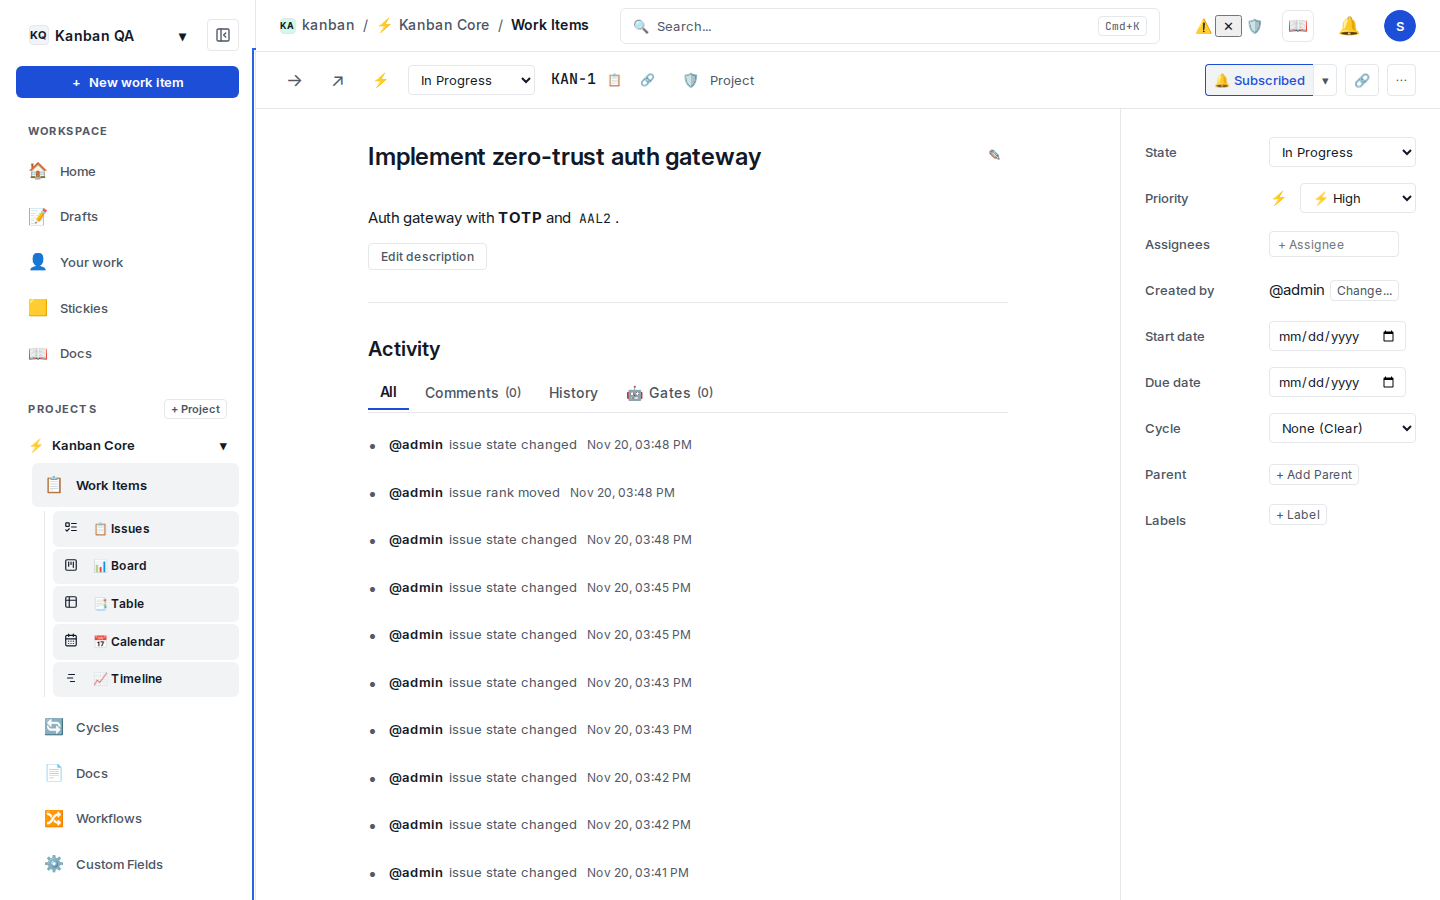 KQ Kanban QA ▾
+ New work item
WORKSPACE
🏠 Home
📝 Drafts
👤 Your work
🟨 Stickies
📖 Docs
PROJECTS + Project
⚡ Kanban Core ▾
📋 Work Items
📋 Issues
📊 Board
📑 Table
📅 Calendar
📈 Timeline
🔄 Cycles
📄 Docs
🔀 Workflows
⚙️ Custom Fields
KA kanban / ⚡ Kanban Core / Work Items
🔍 Search... Cmd+K
⚠️ ✕ 🛡️ 📖 🔔 S
→ ↗ ⚡ In Progress KAN-1 📋 🔗 🛡️ Project
🔔 Subscribed ▾ 🔗 ⋯
Implement zero-trust auth gateway ✎
Auth gateway with TOTP and AAL2 .
Edit description
Activity
All Comments (0) History 🤖 Gates (0)
● @admin issue state changed Nov 20, 03:48 PM
● @admin issue rank moved Nov 20, 03:48 PM
● @admin issue state changed Nov 20, 03:48 PM
● @admin issue state changed Nov 20, 03:45 PM
● @admin issue state changed Nov 20, 03:45 PM
● @admin issue state changed Nov 20, 03:43 PM
● @admin issue state changed Nov 20, 03:43 PM
● @admin issue state changed Nov 20, 03:42 PM
● @admin issue state changed Nov 20, 03:42 PM
● @admin issue state changed Nov 20, 03:41 PM
State In Progress
Priority ⚡ ⚡ High
Assignees + Assignee
Created by @admin Change...
Start date mm/dd/yyyy
Due date mm/dd/yyyy
Cycle None (Clear)
Parent + Add Parent
Labels + Label